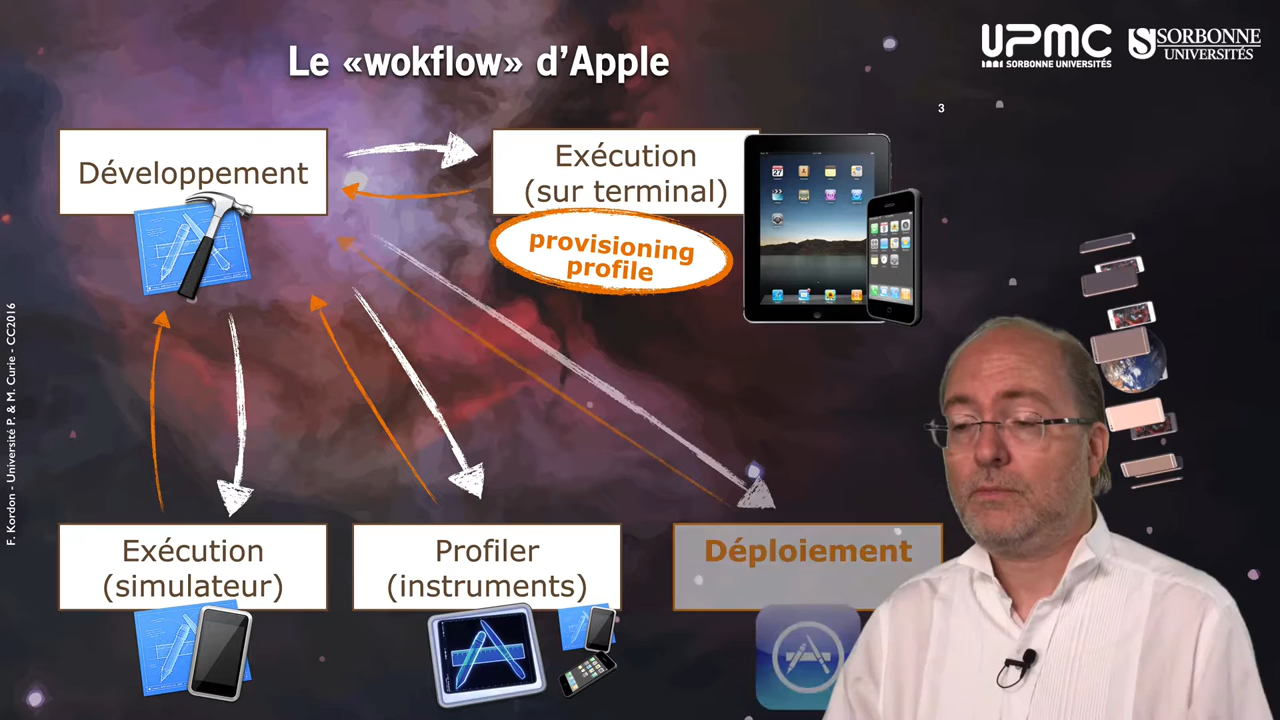 Le «wokflow» d'Apple
UPMC
SORBONNE UNIVERSITÉS
SORBONNE
UNIVERSITÉS
3
Développement
Exécution
(sur terminal)
provisioning
profile
27
F. Kordon - Université P. & M. Curie - CC2016
Exécution
(simulateur)
Profiler
(instruments)
Déploiement